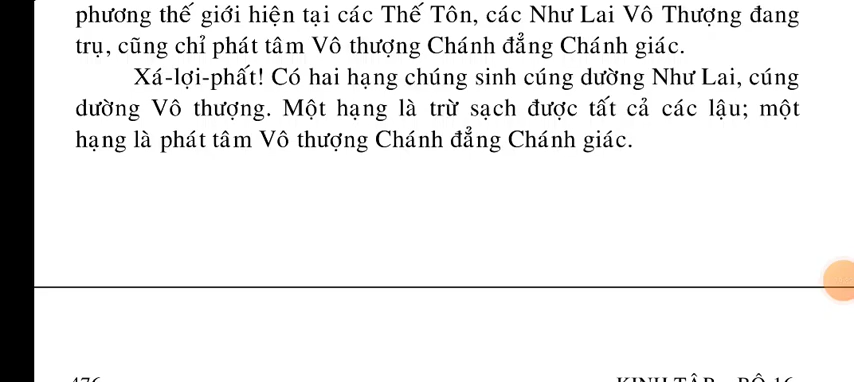 phương thế giới hiện tại các Thế Tôn, các Như Lai Vô Thượng đang
trụ, cũng chỉ phát tâm Vô thượng Chánh đẳng Chánh giác.
Xá-lợi-phất! Có hai hạng chúng sinh cúng dường Như Lai, cúng
dường Vô thượng. Một hạng là trừ sạch được tất cả các lậu; một
hạng là phát tâm Vô thượng Chánh đẳng Chánh giác.